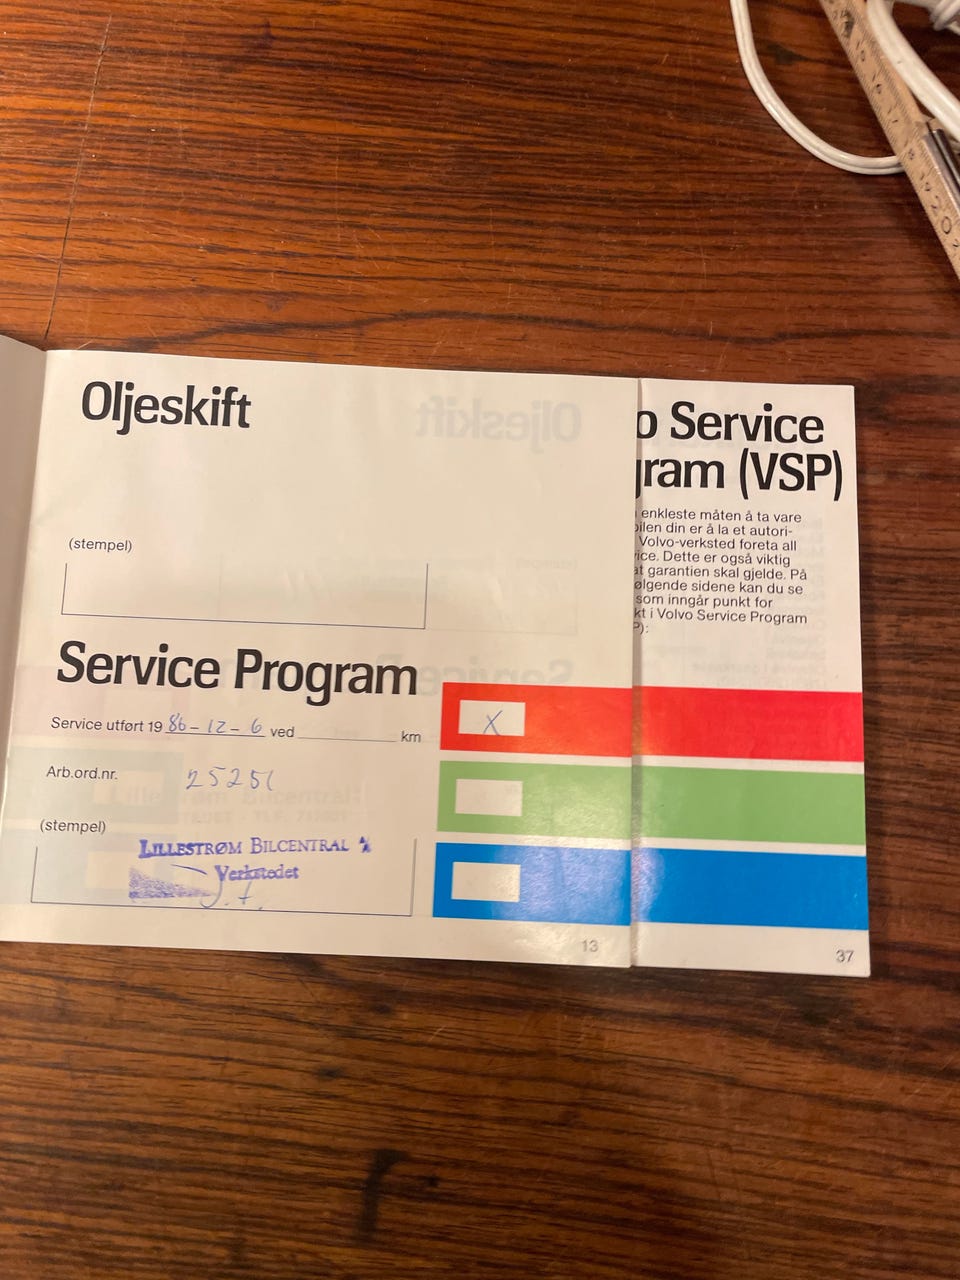 Oljeskift
(stempel)
Service Program
Service utført 19 86-12-6 ved km
Arb.ord.nr. 25251
(stempel)
LILLESTRØM BILCENTRAL
Verkstedet
X
13
o Service
gram (VSP)
enkleste måten å ta vare
bilen din er å la et autori-
Volvo-verksted foreta all
vice. Dette er også viktig
at garantien skal gjelde. På
følgende sidene kan du se
som inngår punkt for
kt i Volvo Service Program
P):
37